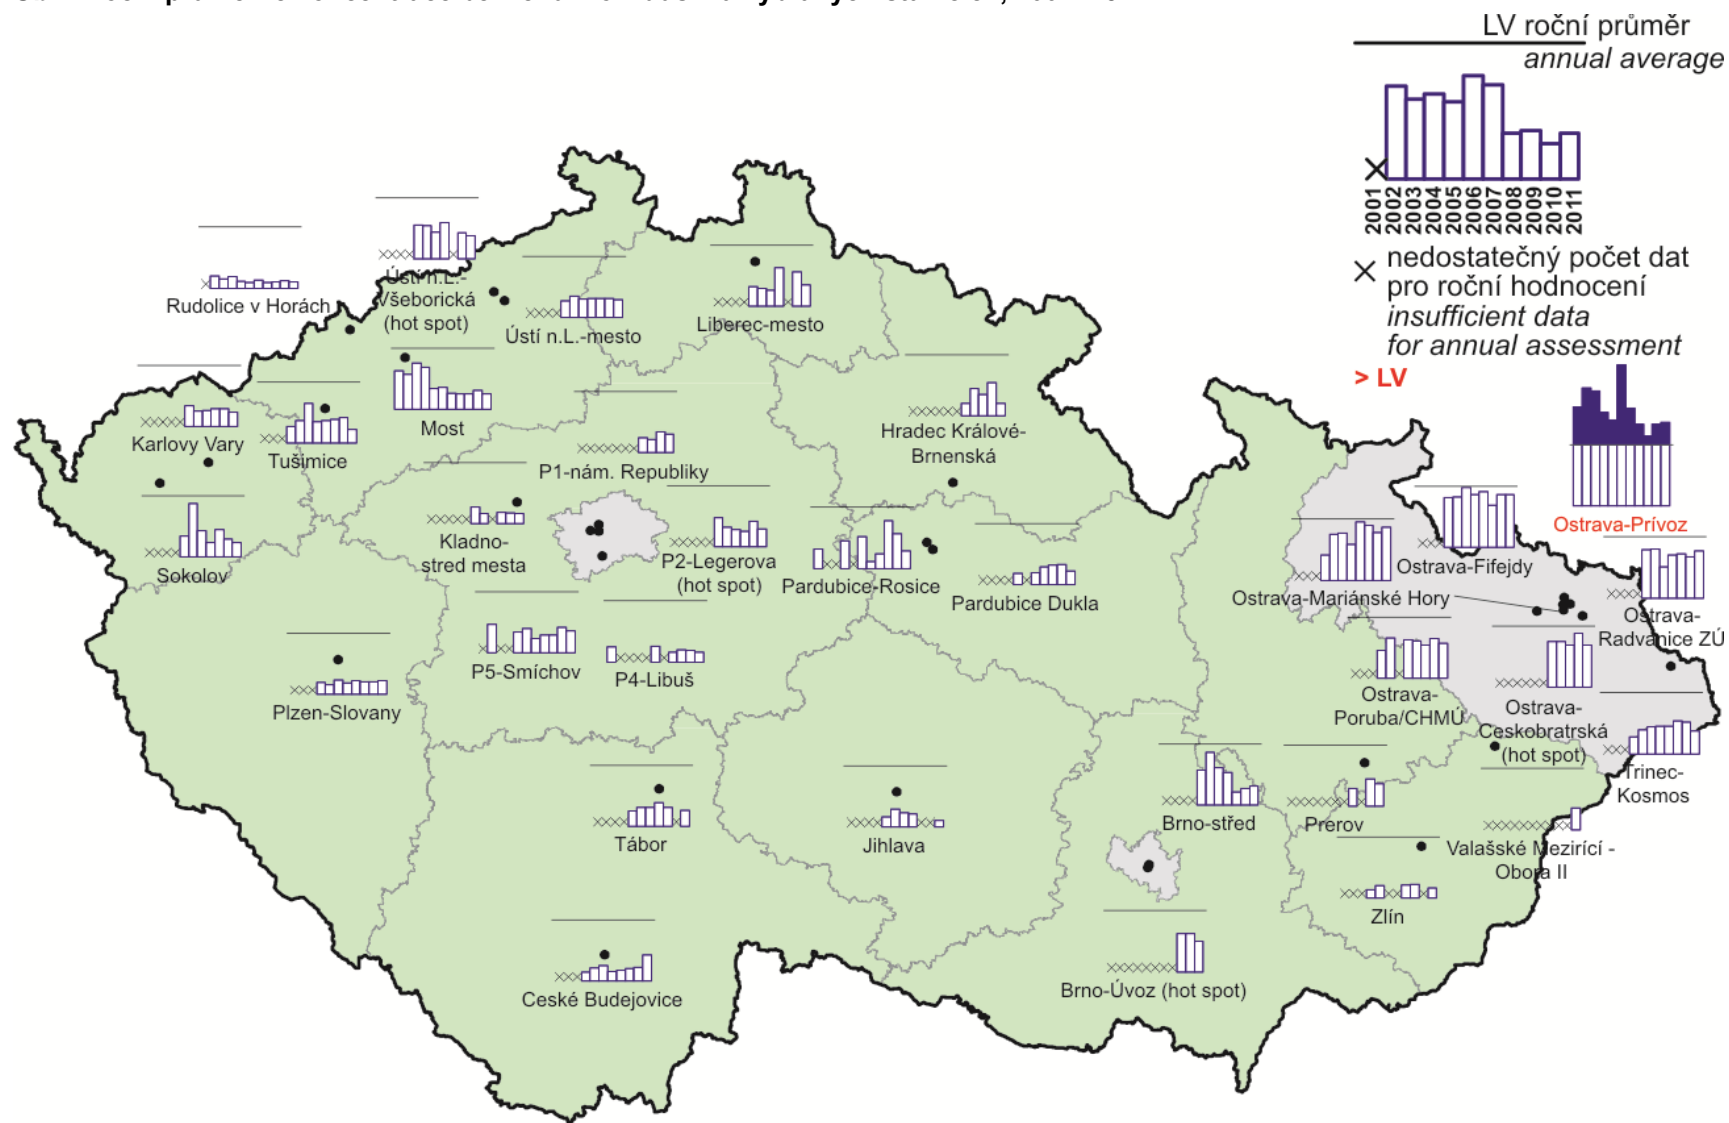 LV roční průměr
annual average
2001
2002
2003
2004
2005
2006
2007
2008
2009
2010
2011
nedostatečný počet dat
pro roční hodnocení
insufficient data
for annual assessment
> LV
Rudolice v Horách
Ústí n.L.-
Všeborická
(hot spot)
Ústí n.L.-mesto
Liberec-mesto
Karlovy Vary
Tušimice
Most
P1-nám. Republiky
Hradec Králové-
Brnenská
Ostrava-Prívoz
Sokolov
Kladno-
stred mesta
P2-Legerova
(hot spot)
Pardubice-Rosice
Pardubice Dukla
Ostrava-Fifejdy
Ostrava-Mariánské Hory
Ostrava-
Radvanice ZÚ
Plzen-Slovany
P5-Smíchov
P4-Libuš
Ostrava-
Poruba/CHMÚ
Ostrava-
Ceskobratrská
(hot spot)
Trinec-
Kosmos
Tábor
Jihlava
Brno-střed
Prerov
Valašské Mezirící -
Obora II
Zlín
Ceské Budejovice
Brno-Úvoz (hot spot)